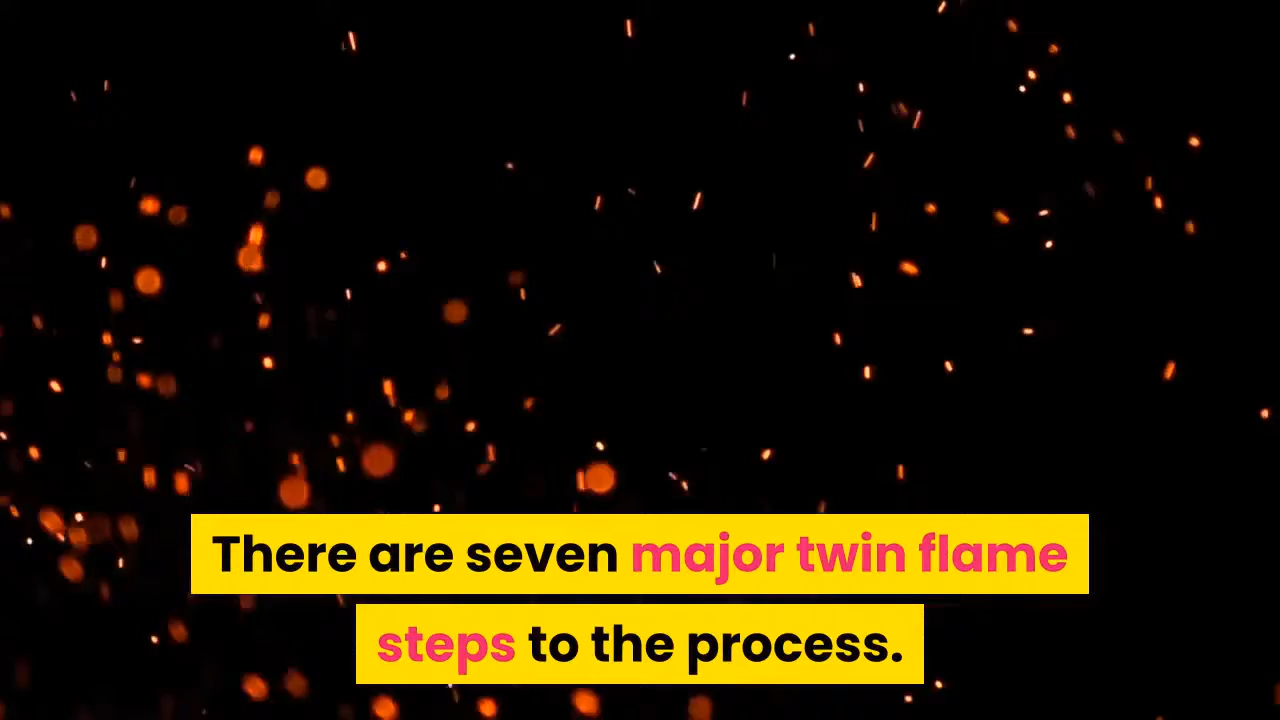 There are seven major twin flame
steps to the process.